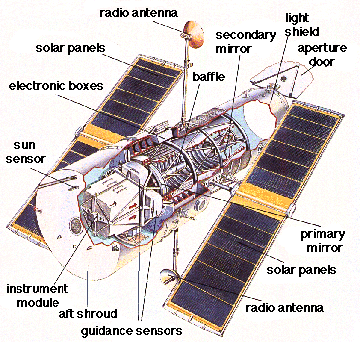 radio antenna
light
shield
solar panels
secondary
mirror
aperture
door
baffle
electronic boxes
sun
sensor
primary
mirror
solar panels
instrument
module
aft shroud
radio antenna
guidance sensors